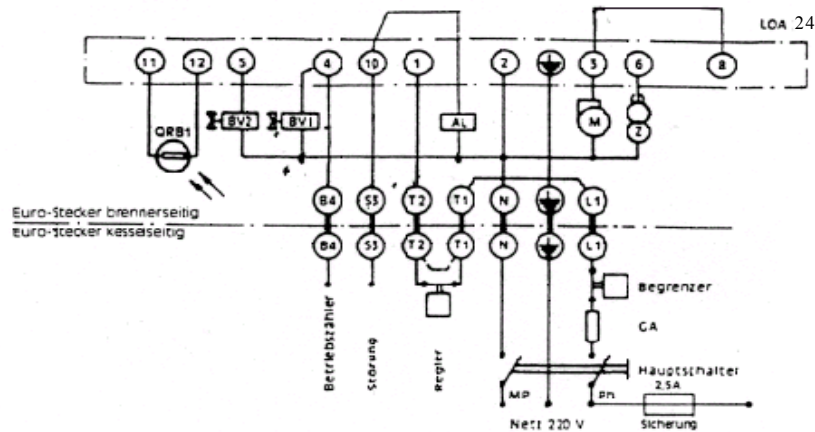 LOA 24
11 12 5 4 10 1 2 3 6 8
BV2 BV1 AL M Z
QRB1
B4 S3 T2 T1 N L1
Euro-Stecker brennerseitig
Euro-Stecker kesselseitig
B4 S3 T2 T1 N L1
Begrenzer
GA
Betriebszähler
Störung
Regler
Hauptschalter
MP Ph 2,5A
Nett 220 V Sicherung